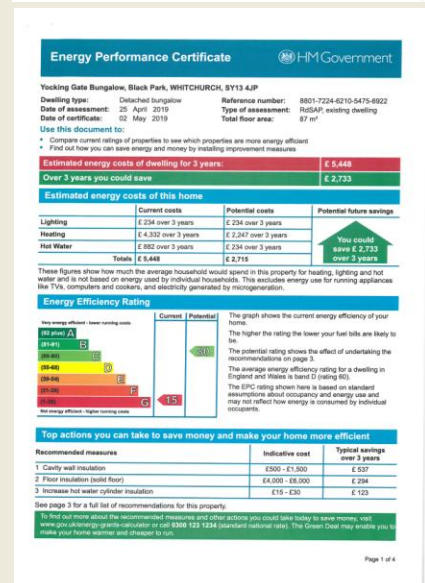 Energy Performance Certificate
HM Government
Yocking Gate Bungalow, Black Park, WHITCHURCH, SY13 4JP
Dwelling type: Detached bungalow
Date of assessment: 25 April 2019
Date of certificate: 02 May 2019
Reference number: 8801-7224-6210-5475-6922
Type of assessment: RdSAP, existing dwelling
Total floor area: 87 m²
Use this document to:
• Compare current ratings of properties to see which properties are more energy efficient
• Find out how you can save energy and money by installing improvement measures
Estimated energy costs of dwelling for 3 years: £ 5,448
Over 3 years you could save £ 2,733
Estimated energy costs of this home
Current costs Potential costs Potential future savings
Lighting £ 234 over 3 years £ 234 over 3 years
Heating £ 4,332 over 3 years £ 2,247 over 3 years
Hot Water £ 882 over 3 years £ 234 over 3 years
Totals £ 5,448 £ 2,715
You could
save £ 2,733
over 3 years
These figures show how much the average household would spend in this property for heating, lighting and hot
water and is not based on energy used by individual households. This excludes energy use for running appliances
like TVs, computers and cookers, and electricity generated by microgeneration.
Energy Efficiency Rating
Current Potential
Very energy efficient - lower running costs
(92 plus) A
(81-91) B
(69-80) C
(55-68) D
(39-54) E
(21-38) F
(1-20) G
15
Not energy efficient - higher running costs
The graph shows the current energy efficiency of your
home.
The higher the rating the lower your fuel bills are likely to
be.
The potential rating shows the effect of undertaking the
recommendations on page 3.
The average energy efficiency rating for a dwelling in
England and Wales is band D (rating 60).
The EPC rating shown here is based on standard
assumptions about occupancy and energy use and
may not reflect how energy is consumed by individual
occupants.
Top actions you can take to save money and make your home more efficient
Recommended measures Indicative cost Typical savings
over 3 years
1 Cavity wall insulation £500 - £1,500 £ 537
2 Floor insulation (solid floor) £4,000 - £6,000 £ 294
3 Increase hot water cylinder insulation £15 - £30 £ 123
See page 3 for a full list of recommendations for this property.
To find out more about the recommended measures and other actions you could take today to save money, visit
www.gov.uk/energy-grants-calculator or call 0300 123 1234 (standard national rate). The Green Deal may enable you to
make your home warmer and cheaper to run.
Page 1 of 4